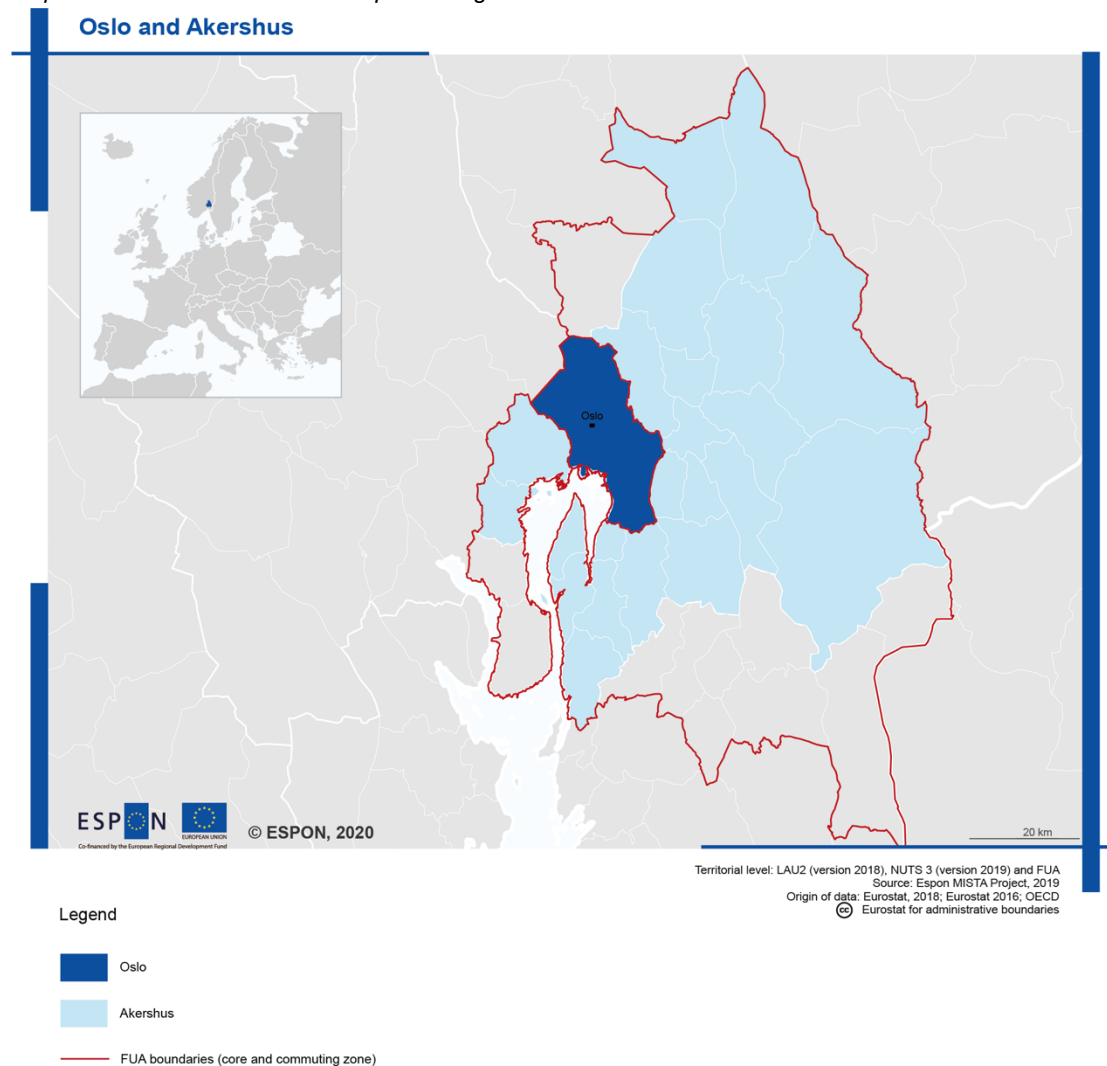 Oslo and Akershus
Oslo
ESPON
EUROPEAN UNION
Co-financed by the European Regional Development Fund
© ESPON, 2020
20 km
Territorial level: LAU2 (version 2018), NUTS 3 (version 2019) and FUA
Source: Espon MISTA Project, 2019
Origin of data: Eurostat, 2018; Eurostat 2016; OECD
cc Eurostat for administrative boundaries
Legend
Oslo
Akershus
FUA boundaries (core and commuting zone)